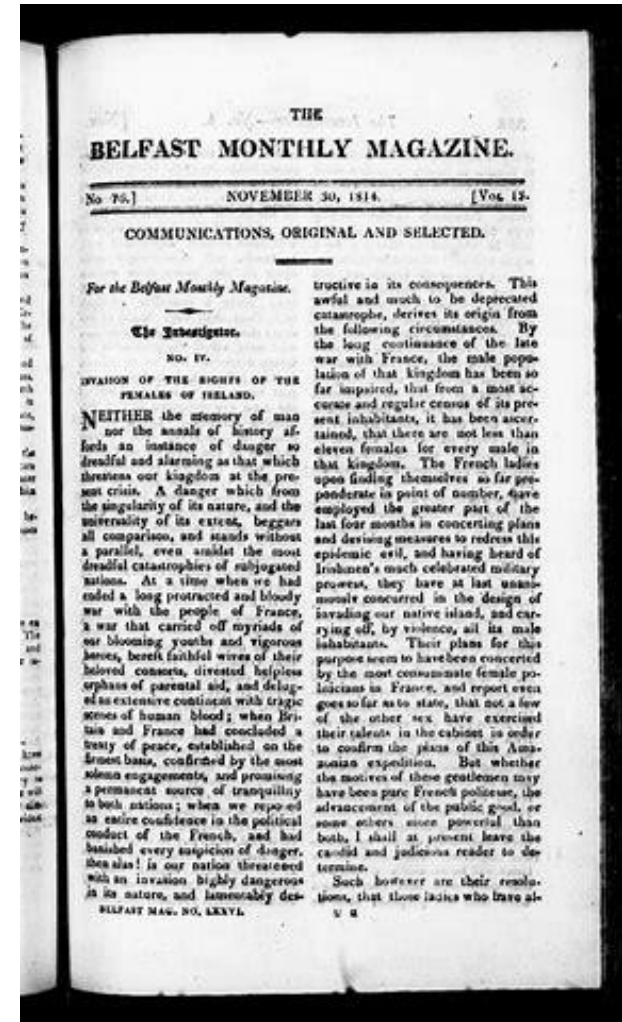 THE
BELFAST MONTHLY MAGAZINE.
No 76.] NOVEMBER 30, 1814. [VOL 13.
COMMUNICATIONS, ORIGINAL AND SELECTED.
For the Belfast Monthly Magazine.
The Investigator.
NO. IV.
INVASION OF THE RIGHTS OF THE
FEMALES OF IRELAND.
NEITHER the memory of man
nor the annals of history af-
fords an instance of danger so
dreadful and alarming as that which
threatens our kingdom at the pre-
sent crisis. A danger which from
the singularity of its nature, and the
universality of its extent, beggars
all comparison, and stands without
a parallel, even amidst the most
dreadful catastrophies of subjugated
nations. At a time when we had
ended a long protracted and bloody
war with the people of France,
a war that carried off myriads of
our blooming youths and vigorous
heroes, bereft faithful wives of their
beloved consorts, divested helpless
orphans of parental aid, and delug-
ed an extensive continent with tragic
scenes of human blood; when Bri-
tain and France had concluded a
treaty of peace, established on the
firmest basis, confirmed by the most
solemn engagements, and promising
a permanent source of tranquillity
to both nations; when we reposed
an entire confidence in the political
conduct of the French, and had
banished every suspicion of danger,
then alas! is our nation threatened
with an invasion highly dangerous
in its nature, and lamentably des-
BELFAST MAG. NO. LXXVI.
tructive in its consequences. This
awful and much to be deprecated
catastrophe, derives its origin from
the following circumstances. By
the long continuance of the late
war with France, the male popu-
lation of that kingdom has been so
far impaired, that from a most ac-
curate and regular census of its pre-
sent inhabitants, it has been ascer-
tained, that there are not less than
eleven females for every male in
that kingdom. The French ladies
upon finding themselves so far pre-
ponderate in point of number, have
employed the greater part of the
last four months in concerting plans
and devising measures to redress this
epidemic evil, and having heard of
Irishmen's much celebrated military
prowess, they have at last unani-
mously concurred in the design of
invading our native island, and car-
rying off, by violence, all its male
inhabitants. Their plans for this
purpose seem to have been concerted
by the most consummate female po-
liticians in France, and report even
goes so far as to state, that not a few
of the other sex have exercised
their talents in the cabinet in order
to confirm the plans of this Ama-
zonian expedition. But whether
the motives of these gentlemen may
have been pure French politesse, the
advancement of the public good, or
some others more powerful than
both, I shall at present leave the
candid and judicious reader to de-
termine.
Such however are their resolu-
tions, that those ladies who have al-